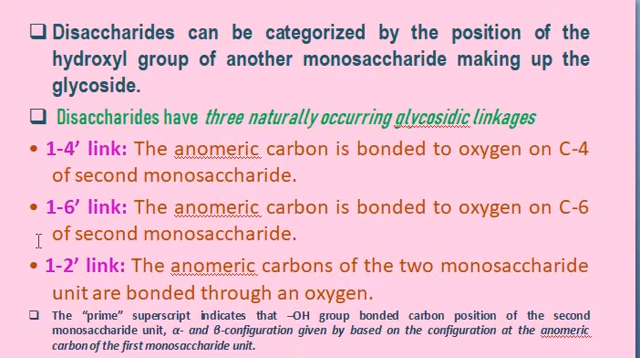 ❑ Disaccharides can be categorized by the position of the
hydroxyl group of another monosaccharide making up the
glycoside.
❑ Disaccharides have three naturally occurring glycosidic linkages
• 1-4’ link: The anomeric carbon is bonded to oxygen on C-4
of second monosaccharide.
• 1-6’ link: The anomeric carbon is bonded to oxygen on C-6
of second monosaccharide.
• 1-2’ link: The anomeric carbons of the two monosaccharide
unit are bonded through an oxygen.
❑ The “prime” superscript indicates that –OH group bonded carbon position of the second
monosaccharide unit, α- and β-configuration given by based on the configuration at the anomeric
carbon of the first monosaccharide unit.